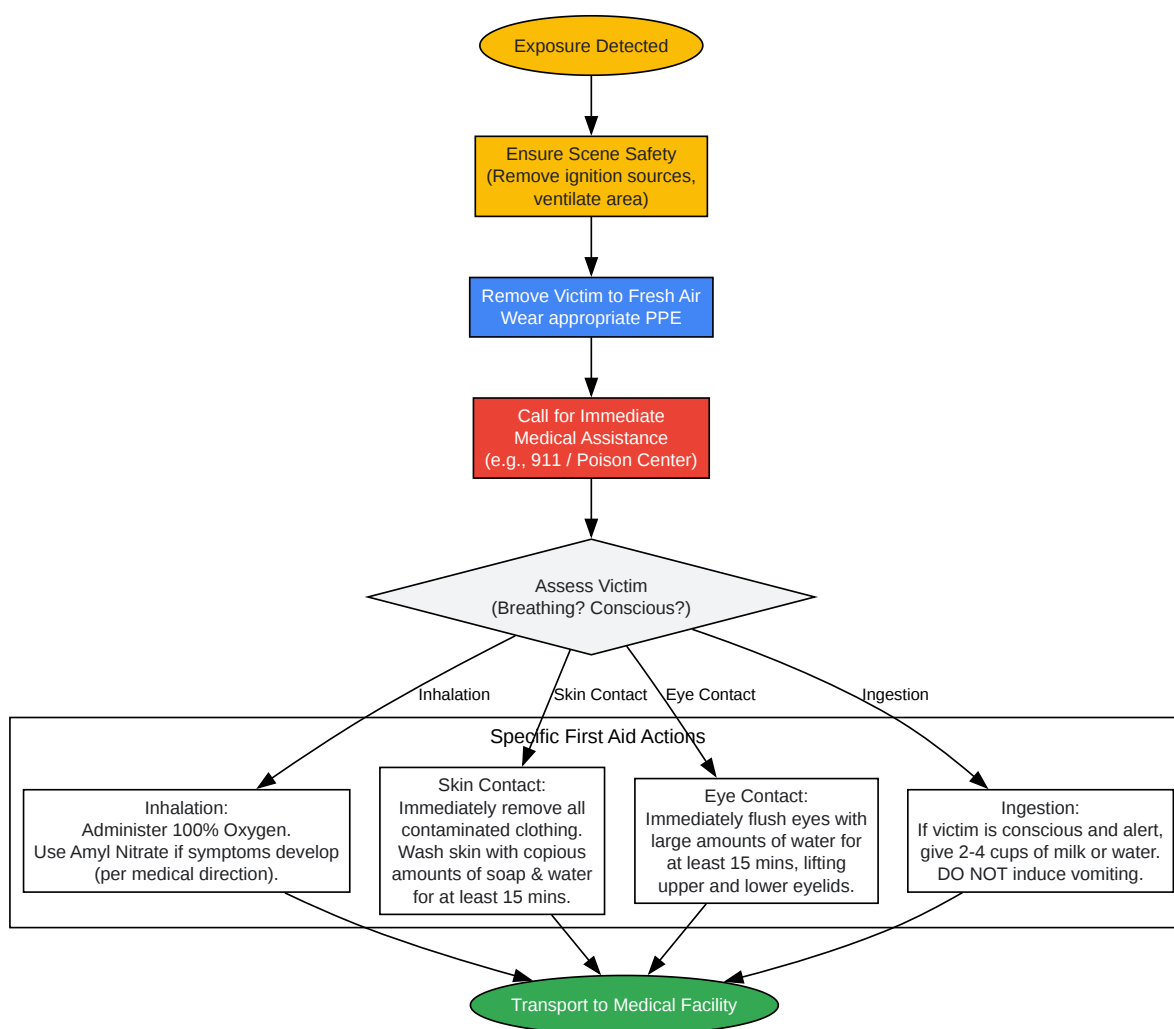 Exposure Detected
Ensure Scene Safety
(Remove ignition sources,
ventilate area)
Remove Victim to Fresh Air
Wear appropriate PPE
Call for Immediate
Medical Assistance
(e.g., 911 / Poison Center)
Assess Victim
(Breathing? Conscious?)
Inhalation
Skin Contact
Eye Contact
Ingestion
Specific First Aid Actions
Inhalation:
Administer 100% Oxygen.
Use Amyl Nitrate if symptoms develop
(per medical direction).
Skin Contact:
Immediately remove all
contaminated clothing.
Wash skin with copious
amounts of soap & water
for at least 15 mins.
Eye Contact:
Immediately flush eyes with
large amounts of water for
at least 15 mins, lifting
upper and lower eyelids.
Ingestion:
If victim is conscious and alert,
give 2-4 cups of milk or water.
DO NOT induce vomiting.
Transport to Medical Facility